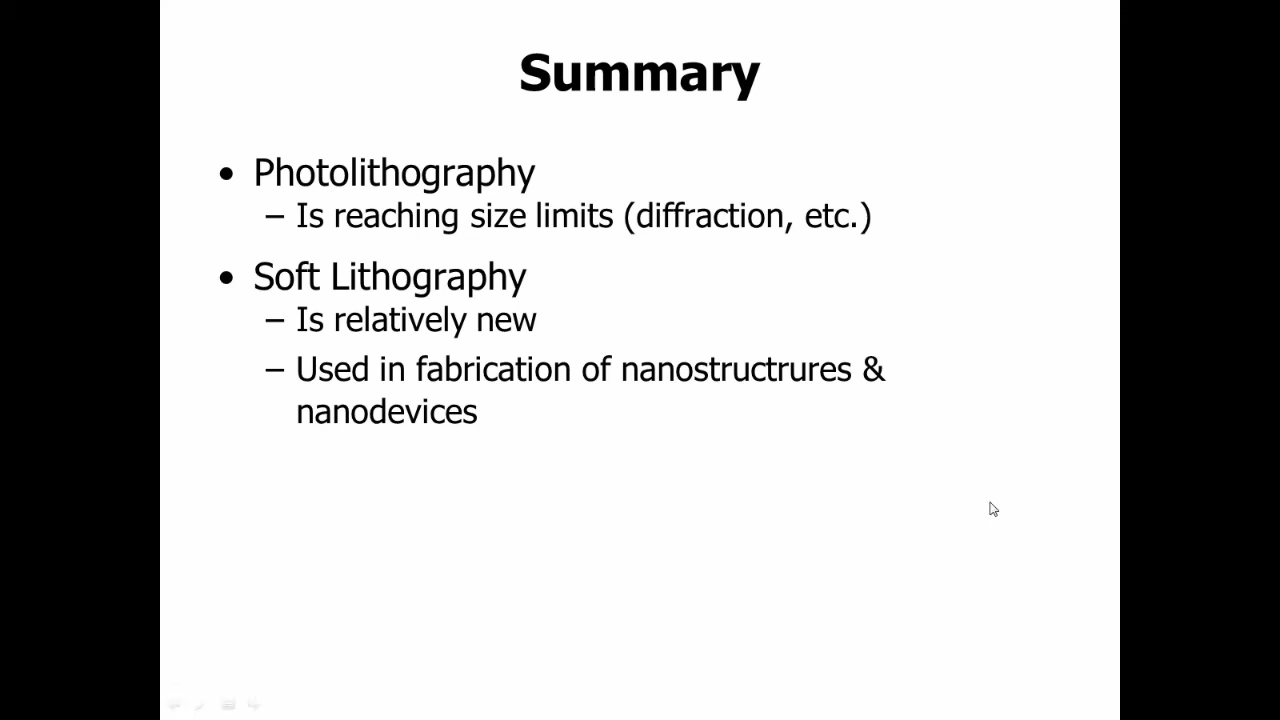 Summary
• Photolithography
– Is reaching size limits (diffraction, etc.)
• Soft Lithography
– Is relatively new
– Used in fabrication of nanostructrures &
nanodevices